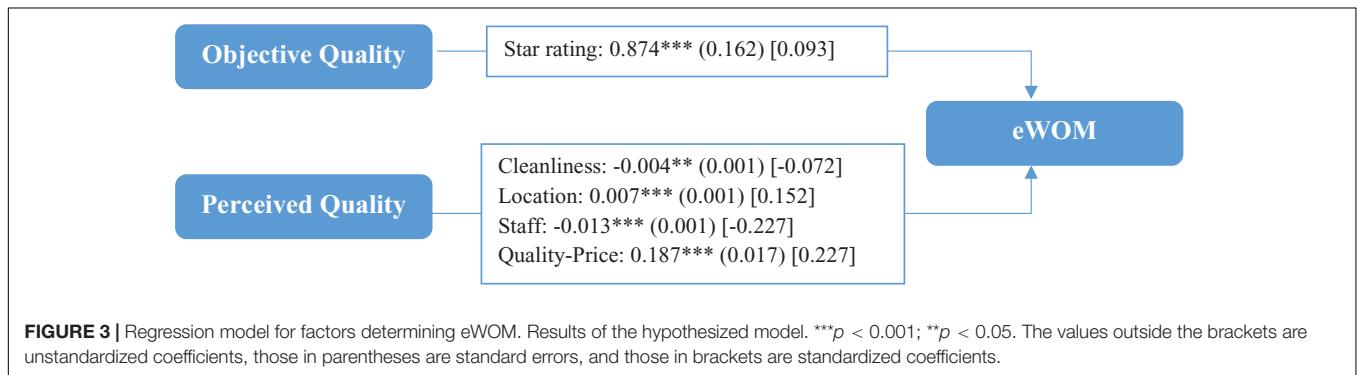 Objective Quality
Star rating: 0.874*** (0.162) [0.093]
eWOM
Perceived Quality
Cleanliness: -0.004** (0.001) [-0.072]
Location: 0.007*** (0.001) [0.152]
Staff: -0.013*** (0.001) [-0.227]
Quality-Price: 0.187*** (0.017) [0.227]
FIGURE 3 | Regression model for factors determining eWOM. Results of the hypothesized model. ***p < 0.001; **p < 0.05. The values outside the brackets are
unstandardized coefficients, those in parentheses are standard errors, and those in brackets are standardized coefficients.